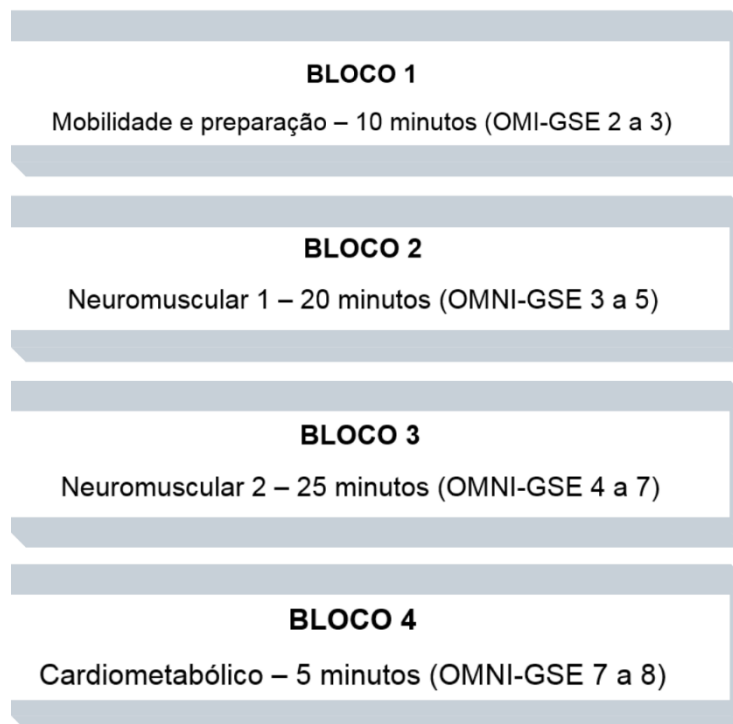 BLOCO 1
Mobilidade e preparação – 10 minutos (OMI-GSE 2 a 3)
BLOCO 2
Neuromuscular 1 – 20 minutos (OMNI-GSE 3 a 5)
BLOCO 3
Neuromuscular 2 – 25 minutos (OMNI-GSE 4 a 7)
BLOCO 4
Cardiometabólico – 5 minutos (OMNI-GSE 7 a 8)